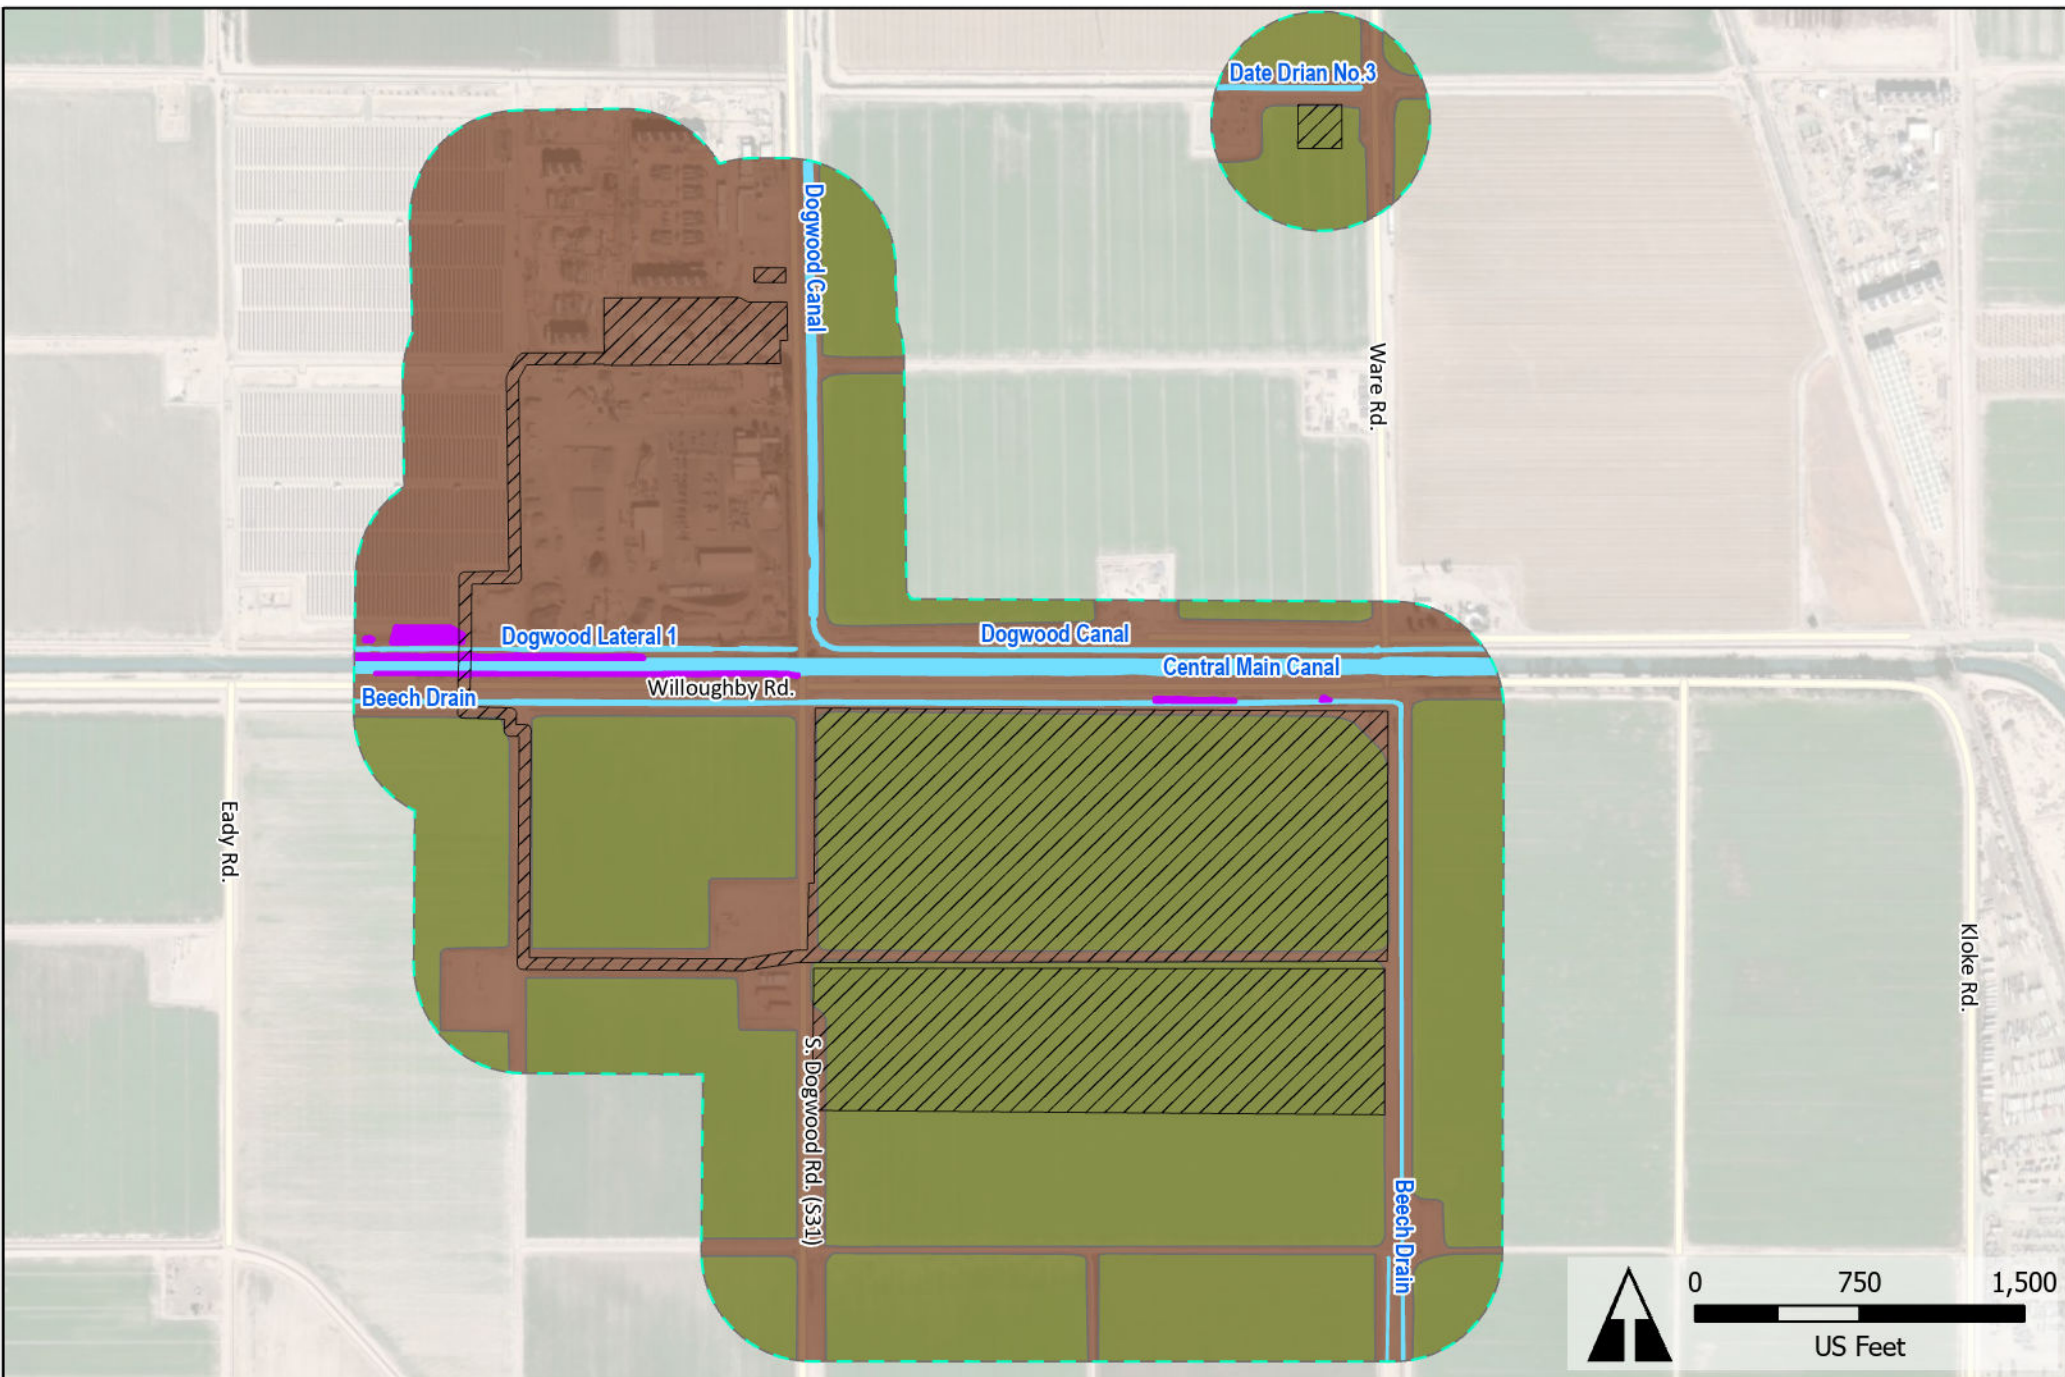 Date Drian No.3
Dogwood Canal
Ware Rd.
Dogwood Lateral 1
Dogwood Canal
Central Main Canal
Willoughby Rd.
Beech Drain
Eady Rd.
Kloke Rd.
S. Dogwood Rd. (S31)
Beech Drain
0 750 1,500
US Feet